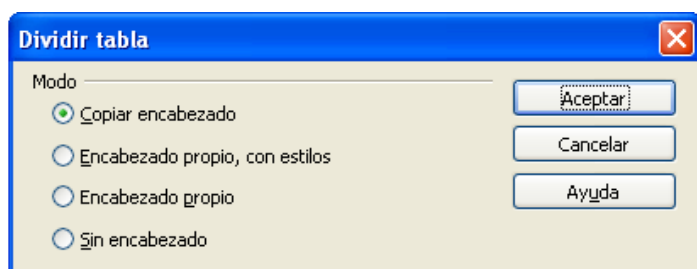 Dividir tabla
Modo
Copiar encabezado
Encabezado propio, con estilos
Encabezado propio
Sin encabezado
Aceptar
Cancelar
Ayuda